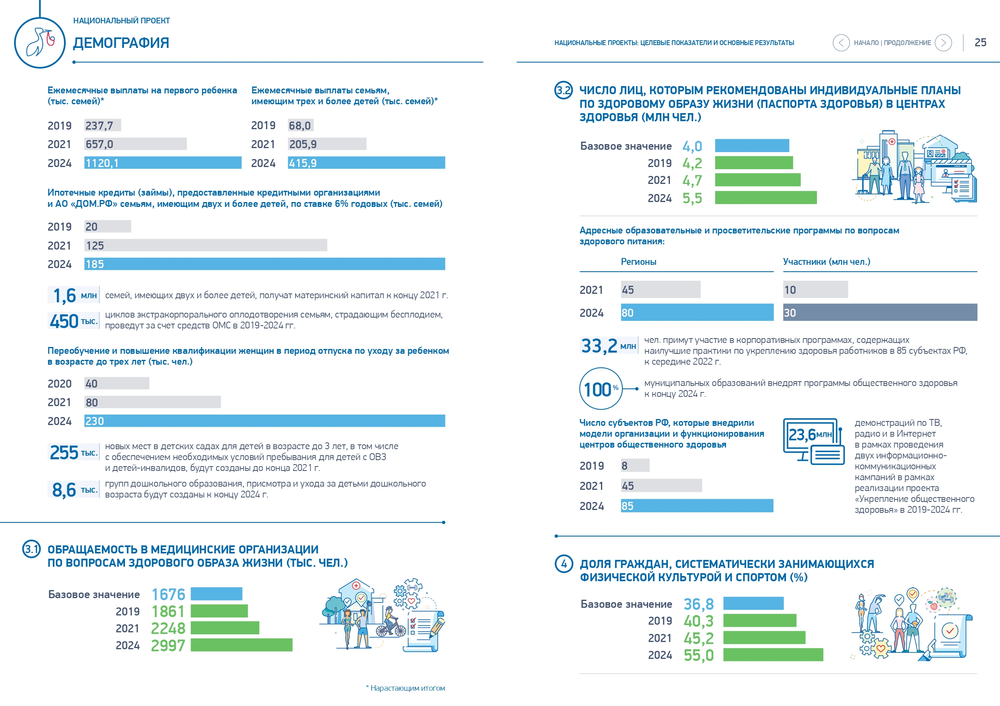 НАЦИОНАЛЬНЫЙ ПРОЕКТ
ДЕМОГРАФИЯ
Ежемесячные выплаты на первого ребенка
(тыс. семей)*
2019 237,7
2021 657,0
2024 1120,1
Ежемесячные выплаты семьям,
имеющим трех и более детей (тыс. семей)*
2019 68,0
2021 205,9
2024 415,9
Ипотечные кредиты (займы), предоставленные кредитными организациями
и АО «ДОМ.РФ» семьям, имеющим двух и более детей, по ставке 6% годовых (тыс. семей)
2019 20
2021 125
2024 185
1,6 млн семей, имеющих двух и более детей, получат материнский капитал к концу 2021 г.
450 тыс. циклов экстракорпорального оплодотворения семьям, страдающим бесплодием,
проведут за счет средств ОМС в 2019-2024 гг.
Переобучение и повышение квалификации женщин в период отпуска по уходу за ребенком
в возрасте до трех лет (тыс. чел.)
2020 40
2021 80
2024 230
255 тыс. новых мест в детских садах для детей в возрасте до 3 лет, в том числе
с обеспечением необходимых условий пребывания для детей с ОВЗ
и детей-инвалидов, будут созданы до конца 2021 г.
8,6 тыс. групп дошкольного образования, присмотра и ухода за детьми дошкольного
возраста будут созданы к концу 2024 г.
3.1 ОБРАЩАЕМОСТЬ В МЕДИЦИНСКИЕ ОРГАНИЗАЦИИ
ПО ВОПРОСАМ ЗДОРОВОГО ОБРАЗА ЖИЗНИ (ТЫС. ЧЕЛ.)
Базовое значение 1676
2019 1861
2021 2248
2024 2997
* Нарастающим итогом
НАЦИОНАЛЬНЫЕ ПРОЕКТЫ: ЦЕЛЕВЫЕ ПОКАЗАТЕЛИ И ОСНОВНЫЕ РЕЗУЛЬТАТЫ
НАЧАЛО | ПРОДОЛЖЕНИЕ
25
3.2 ЧИСЛО ЛИЦ, КОТОРЫМ РЕКОМЕНДОВАНЫ ИНДИВИДУАЛЬНЫЕ ПЛАНЫ
ПО ЗДОРОВОМУ ОБРАЗУ ЖИЗНИ (ПАСПОРТА ЗДОРОВЬЯ) В ЦЕНТРАХ
ЗДОРОВЬЯ (МЛН ЧЕЛ.)
Базовое значение 4,0
2019 4,2
2021 4,7
2024 5,5
Адресные образовательные и просветительские программы по вопросам
здорового питания:
Регионы Участники (млн чел.)
2021 45 10
2024 80 30
33,2 млн чел. примут участие в корпоративных программах, содержащих
наилучшие практики по укреплению здоровья работников в 85 субъектах РФ,
к середине 2022 г.
100 % муниципальных образований внедрят программы общественного здоровья
к концу 2024 г.
Число субъектов РФ, которые внедрили
модели организации и функционирования
центров общественного здоровья
2019 8
2021 45
2024 85
23,6 млн
демонстраций по ТВ,
радио и в Интернет
в рамках проведения
двух информационно-
коммуникационных
кампаний в рамках
реализации проекта
«Укрепление общественного
здоровья» в 2019-2024 гг.
4 ДОЛЯ ГРАЖДАН, СИСТЕМАТИЧЕСКИ ЗАНИМАЮЩИХСЯ
ФИЗИЧЕСКОЙ КУЛЬТУРОЙ И СПОРТОМ (%)
Базовое значение 36,8
2019 40,3
2021 45,2
2024 55,0